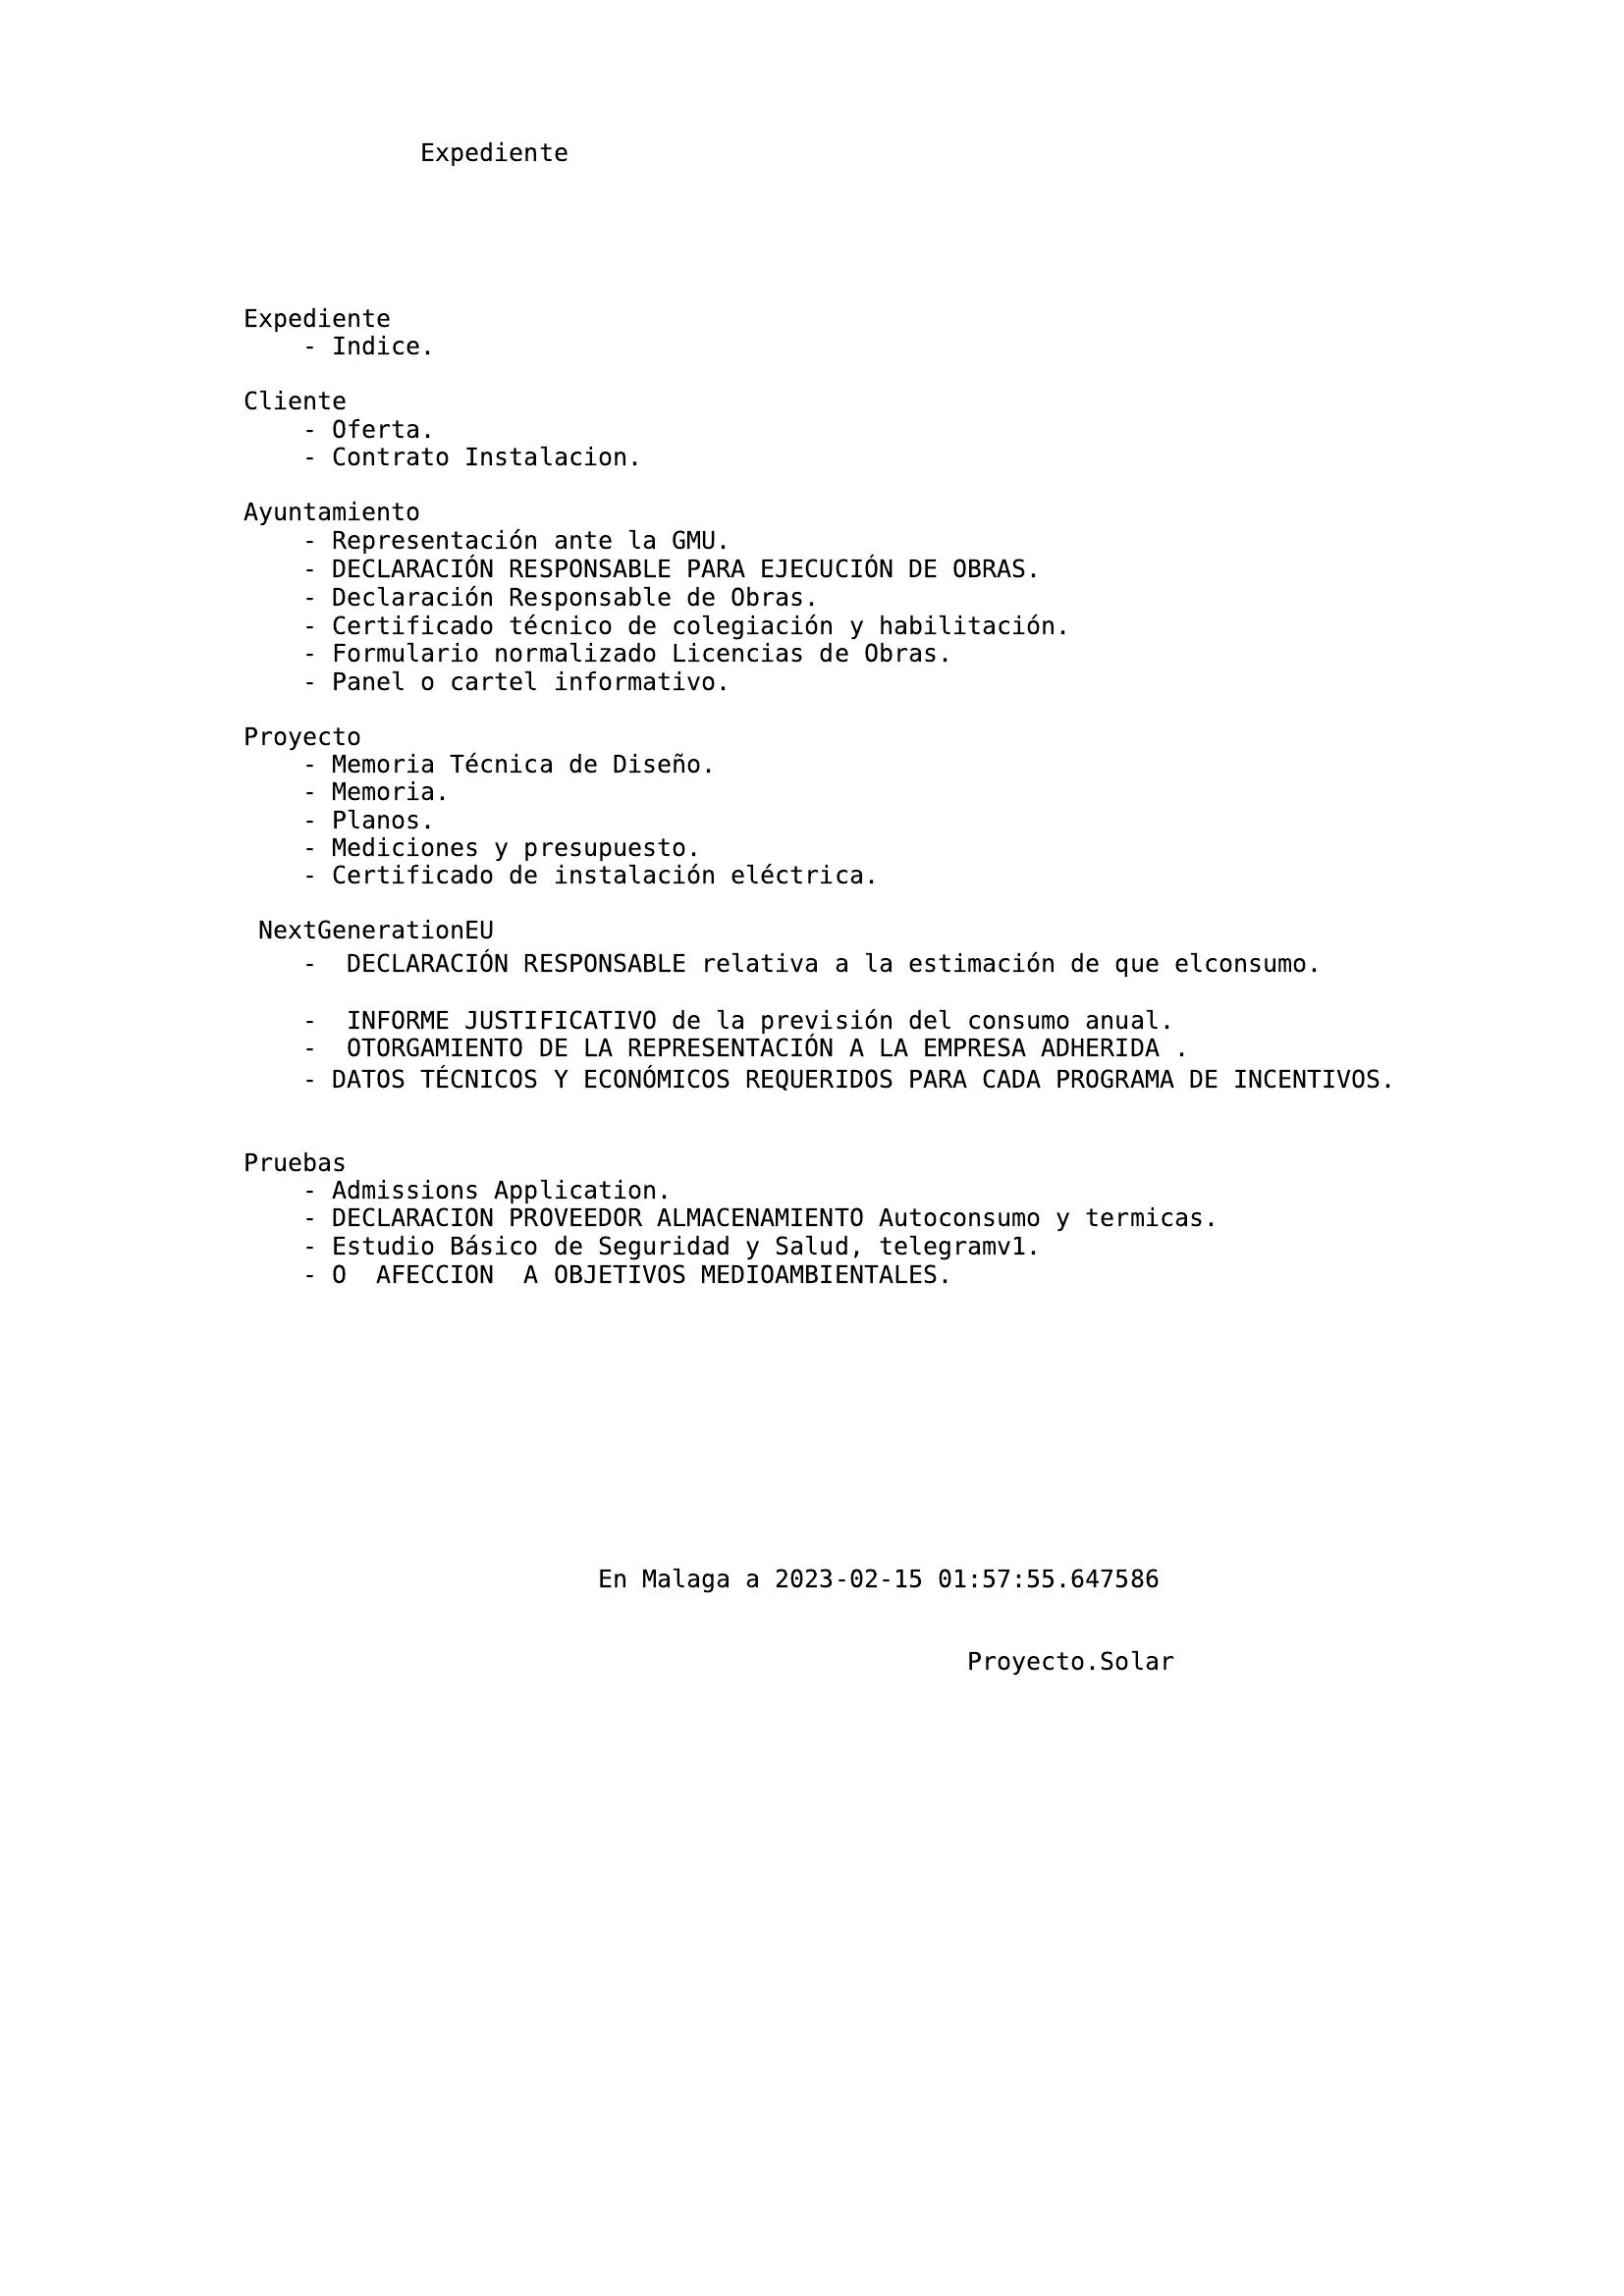 Expediente
Expediente
- Indice.
Cliente
- Oferta.
- Contrato Instalacion.
Ayuntamiento
- Representación ante la GMU.
- DECLARACIÓN RESPONSABLE PARA EJECUCIÓN DE OBRAS.
- Declaración Responsable de Obras.
- Certificado técnico de colegiación y habilitación.
- Formulario normalizado Licencias de Obras.
- Panel o cartel informativo.
Proyecto
- Memoria Técnica de Diseño.
- Memoria.
- Planos.
- Mediciones y presupuesto.
- Certificado de instalación eléctrica.
NextGenerationEU
-  DECLARACIÓN RESPONSABLE relativa a la estimación de que elconsumo.
-  INFORME JUSTIFICATIVO de la previsión del consumo anual.
-  OTORGAMIENTO DE LA REPRESENTACIÓN A LA EMPRESA ADHERIDA .
- DATOS TÉCNICOS Y ECONÓMICOS REQUERIDOS PARA CADA PROGRAMA DE INCENTIVOS.
Pruebas
- Admissions Application.
- DECLARACION PROVEEDOR ALMACENAMIENTO Autoconsumo y termicas.
- Estudio Básico de Seguridad y Salud, telegramv1.
- O  AFECCION  A OBJETIVOS MEDIOAMBIENTALES.
En Malaga a 2023-02-15 01:57:55.647586
Proyecto.Solar